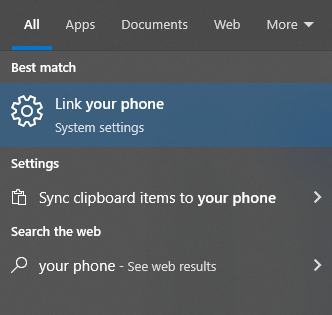 All Apps Documents Web More
Best match
Link your phone
System settings
Settings
Sync clipboard items to your phone
Search the web
your phone - See web results